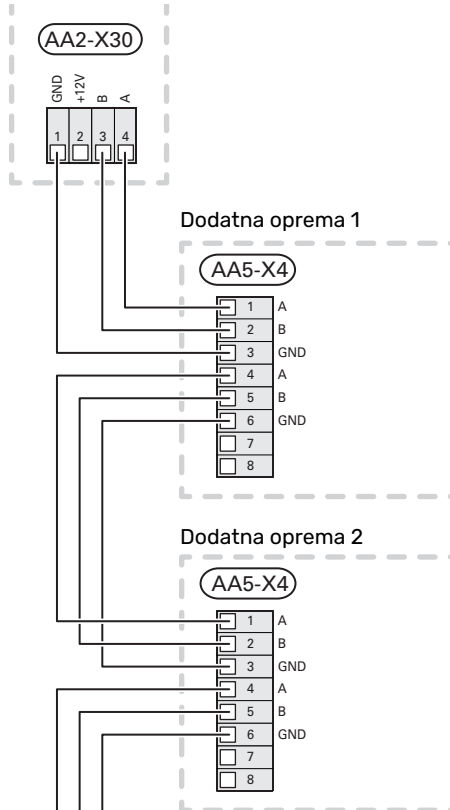 AA2-X30
GND +12V B A
1 2 3 4
Dodatna oprema 1
AA5-X4
1 A
2 B
3 GND
4 A
5 B
6 GND
7
8
Dodatna oprema 2
AA5-X4
1 A
2 B
3 GND
4 A
5 B
6 GND
7
8